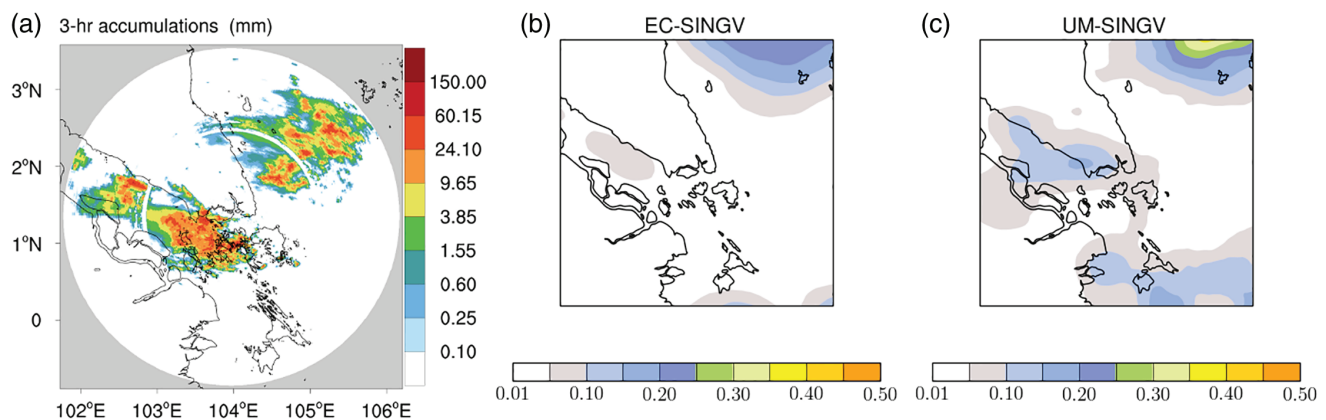 (a) 3-hr accumulations (mm)
3°N
2°N
1°N
0
102°E 103°E 104°E 105°E 106°E
150.00
60.15
24.10
9.65
3.85
1.55
0.60
0.25
0.10
(b) EC-SINGV
0.01 0.10 0.20 0.30 0.40 0.50
(c) UM-SINGV
0.01 0.10 0.20 0.30 0.40 0.50